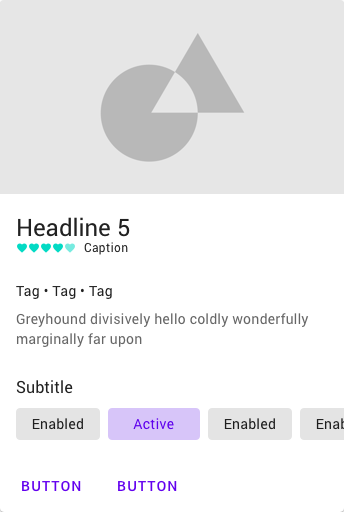 Headline 5
Caption
Tag • Tag • Tag
Greyhound divisively hello coldly wonderfully
marginally far upon
Subtitle
Enabled Active Enabled Enab
BUTTON BUTTON